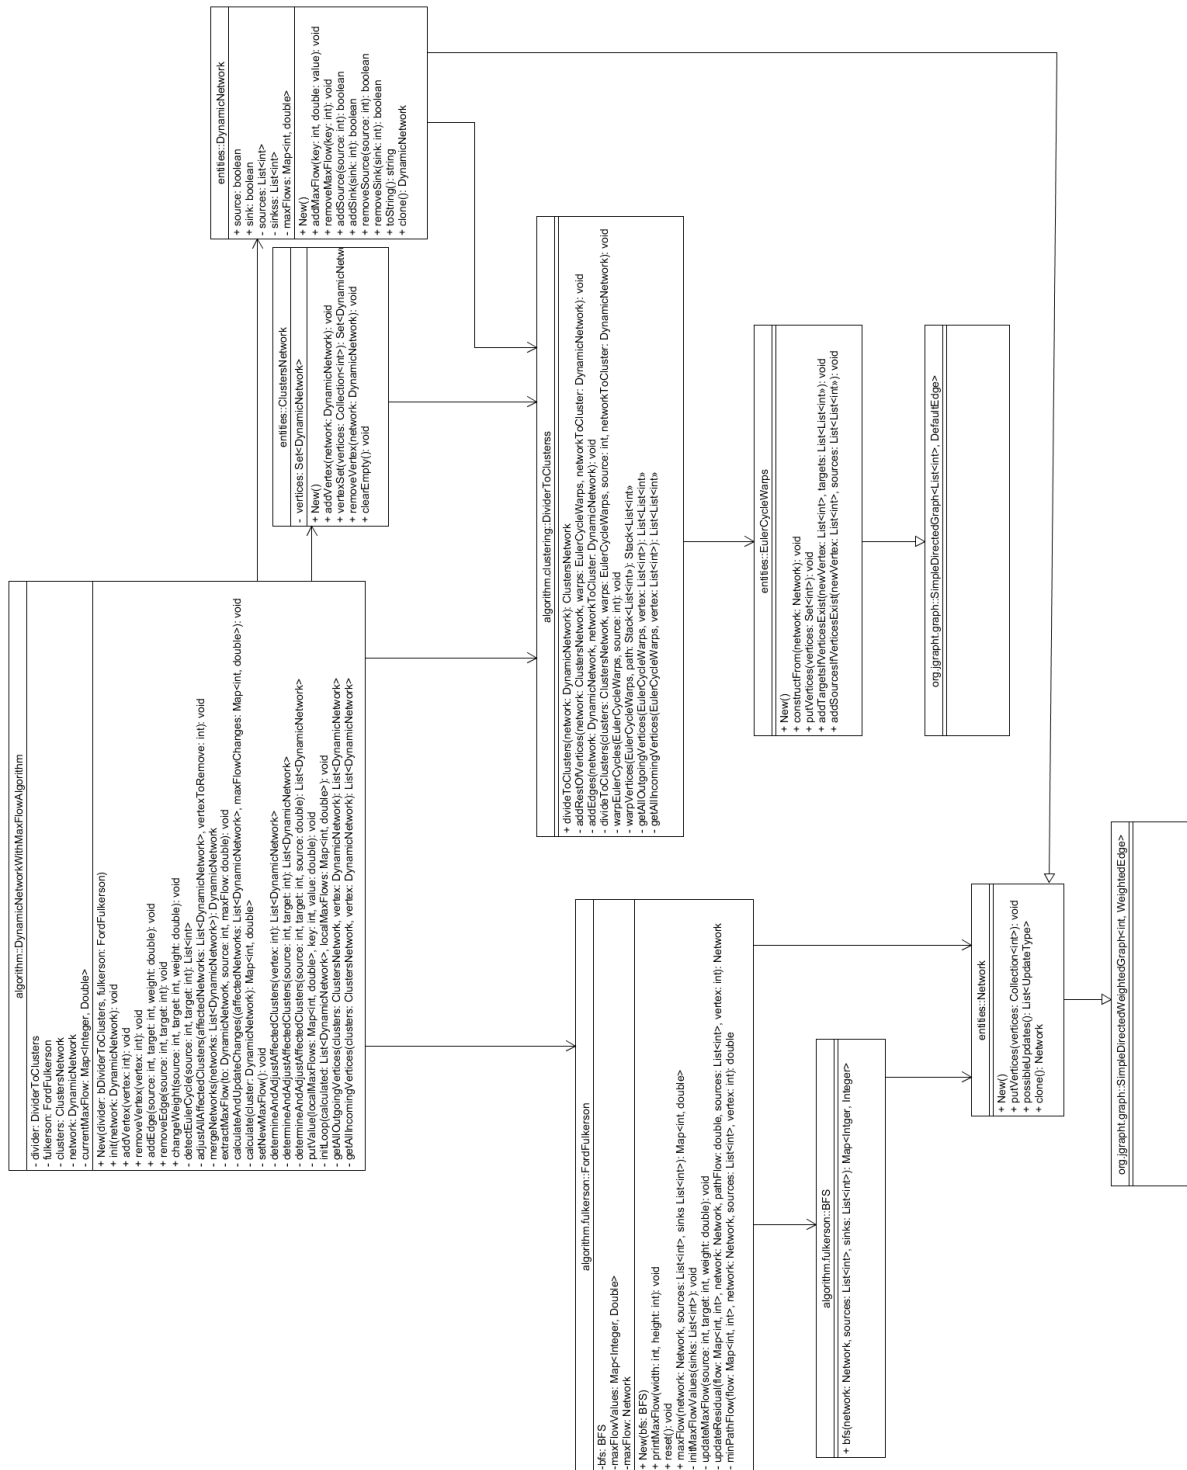 algorithm::DynamicNetworkWithMaxFlowAlgorithm
- divider: DividerToClusters
- fulkerson: FordFulkerson
- clusters: ClustersNetwork
- network: DynamicNetwork
- currentMaxFlow: Map<Integer, Double>
+ New(divider: bDividerToClusters, fulkerson: FordFulkerson)
+ init(network: DynamicNetwork): void
+ addVertex(vertex: int): void
+ removeVertex(vertex: int): void
+ addEdge(source: int, target: int, weight: double): void
+ removeEdge(source: int, target: int): void
+ changeWeight(source: int, target: int, weight: double): void
- detectEulerCycle(source: int, target: int): List<int>
- adjustAllAffectedClusters(affectedNetworks: List<DynamicNetwork>, vertexToRemove: int): void
- mergeNetworks(networks: List<DynamicNetwork>): DynamicNetwork
- extractMaxFlow(to: DynamicNetwork, source: int, maxFlow: double): void
- calculateAndUpdateChanges((affectedNetworks: List<DynamicNetwork>, maxFlowChanges: Map<int, double>): void
- calculate(cluster: DynamicNetwork): Map<int, double>
- setNewMaxFlow(): void
- determineAndAdjustAffectedClusters(vertex: int): List<DynamicNetwork>
- determineAndAdjustAffectedClusters(source: int, target: int): List<DynamicNetwork>
- determineAndAdjustAffectedClusters(source: int, target: int, source: double): List<DynamicNetwork>
- putValue(localMaxFlows: Map<int, double>, key: int, value: double): void
- initLoop(calculated: List<DynamicNetwork>, localMaxFlows: Map<int, double>): void
- getAllOutgoingVertices(clusters: ClustersNetwork, vertex: DynamicNetwork): List<DynamicNetwork>
- getAllIncomingVertices(clusters: ClustersNetwork, vertex: DynamicNetwork): List<DynamicNetwork>
entities::DynamicNetwork
+ source: boolean
+ sink: boolean
- sources: List<int>
- sinkss: List<int>
- maxFlows: Map<int, double>
+ New()
+ addMaxFlow(key: int, double: value): void
+ removeMaxFlow(key: int): void
+ addSource(source: int): boolean
+ addSink(sink: int): boolean
+ removeSource(source: int): boolean
+ removeSink(sink: int): boolean
+ toString(): string
+ clone(): DynamicNetwork
entities::ClustersNetwork
- vertices: Set<DynamicNetwork>
+ New()
+ addVertex(network: DynamicNetwork): void
+ vertexSet(vertices: Collection<int>): Set<DynamicNetw
+ removeVertex(network: DynamicNetwork): void
+ clearEmpty(): void
algorithm.clustering::DividerToClusterss
+ divideToClusters(network: DynamicNetwork): ClustersNetwork
- addRestOfVertices(network: ClustersNetwork, warps: EulerCycleWarps, networkToCluster: DynamicNetwork): void
- addEdges(network: DynamicNetwork, networkToCluster: DynamicNetwork): void
- divideToClusters(clusters: ClustersNetwork, warps: EulerCycleWarps, source: int, networkToCluster: DynamicNetwork): void
- warpEulerCycles(EulerCycleWarps, source: int): void
- warpVertices(EulerCycleWarps, path: Stack<List<int»): Stack<List<int»
- getAllOutgoingVertices(EulerCycleWarps, vertex: List<int>): List<List<int»
- getAllIncomingVertices(EulerCycleWarps, vertex: List<int>): List<List<int»
entities::EulerCycleWarps
+ New()
+ constructFrom(network: Network): void
+ putVertices(vertices: Set<int>): void
+ addTargetsIfVerticesExist(newVertex: List<int>, targets: List<List<int»): void
+ addSourcesIfVerticesExist(newVertex: List<int>, sources: List<List<int»): void
org.jgrapht.graph::SimpleDirectedGraph<List<int>, DefaultEdge>
algorithm.fulkerson::FordFulkerson
-bfs: BFS
-maxFlowValues: Map<Integer, Double>
-maxFlow: Network
+ New(bfs: BFS)
+ printMaxFlow(width: int, height: int): void
+ reset(): void
+ maxFlow(network: Network, sources: List<int>, sinks List<int>): Map<int, double>
- initMaxFlowValues(sinks: List<int>): void
- updateMaxFlow(source: int, target: int, weight: double): void
- updateResidual(flow: Map<int, int>, network: Network, pathFlow: double, sources: List<int>, vertex: int): Network
- minPathFlow(flow: Map<int, int>, network: Network, sources: List<int>, vertex: int): double
algorithm.fulkerson::BFS
+ bfs(network: Network, sources: List<int>, sinks: List<int>): Map<Intger. Integer>
entities::Network
+ New()
+ putVertices(vertices: Collection<int>): void
+ possibleUpdates(): List<UpdateType>
+ clone(): Network
org.jgrapht.graph::SimpleDirectedWeightedGraph<int, WeightedEdge>